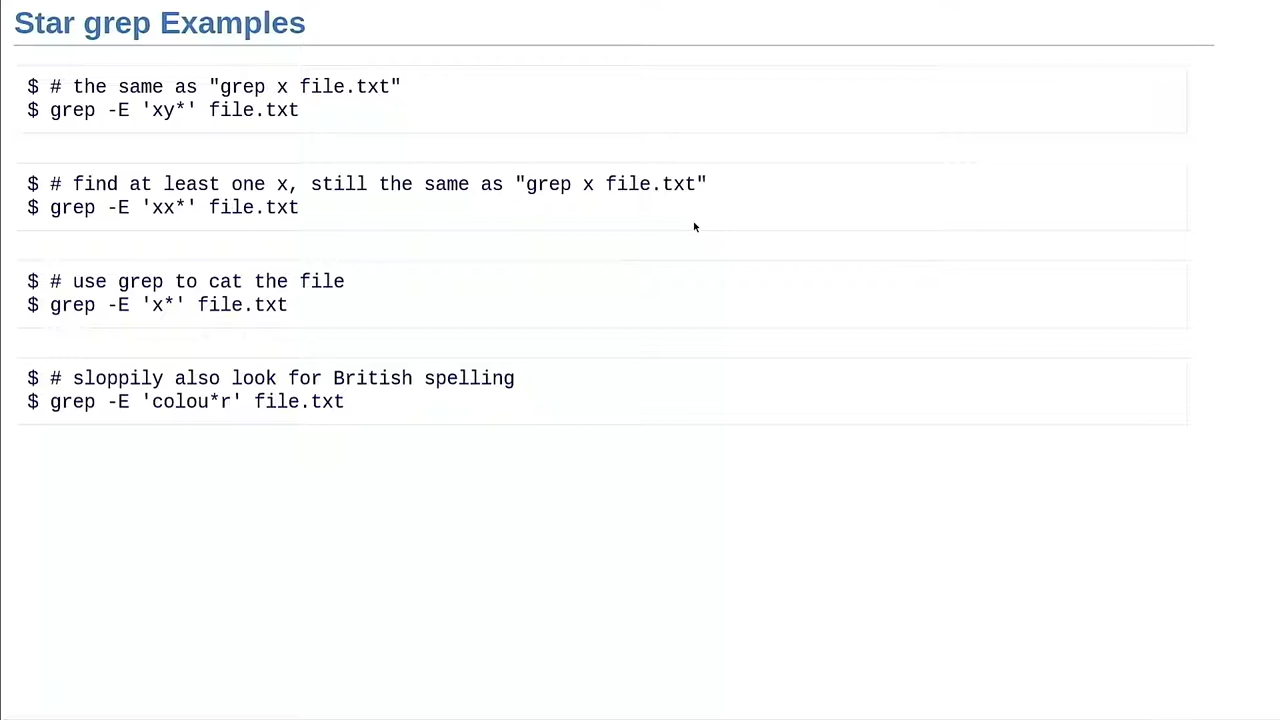 Star grep Examples
$ # the same as "grep x file.txt"
$ grep -E 'xy*' file.txt
$ # find at least one x, still the same as "grep x file.txt"
$ grep -E 'xx*' file.txt
$ # use grep to cat the file
$ grep -E 'x*' file.txt
$ # sloppily also look for British spelling
$ grep -E 'colou*r' file.txt